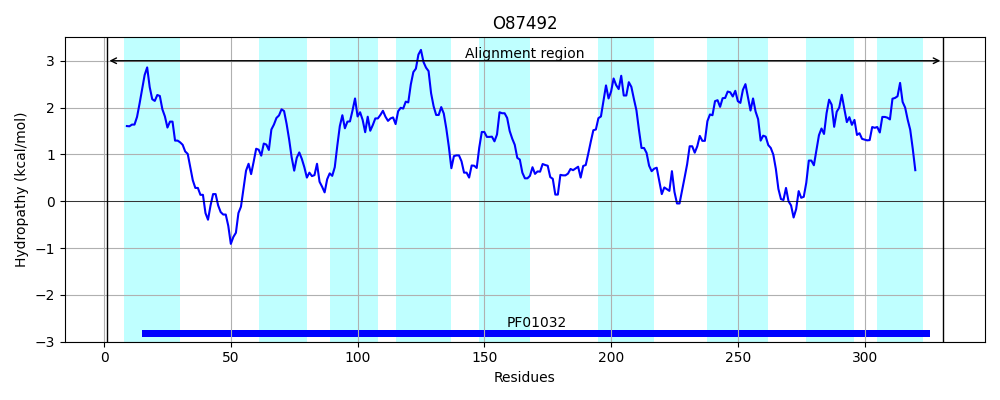 O87492
Alignment region
3
2
1
0
−1
−2
−3
Hydropathy (kcal/mol)
PF01032
0 50 100 150 200 250 300
Residues